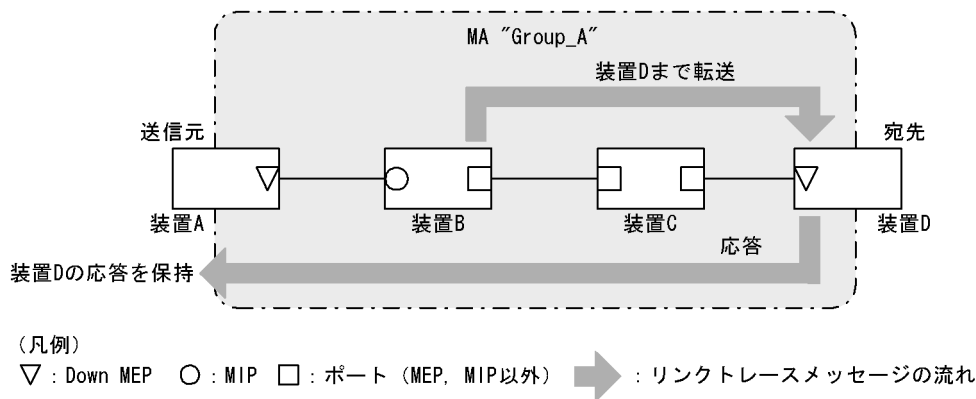 MA "Group_A"
装置Dまで転送
送信元
宛先
装置A
装置B
装置C
装置D
応答
装置Dの応答を保持
(凡例)
▽:Down MEP ○:MIP □:ポート(MEP, MIP以外) :リンクトレースメッセージの流れ